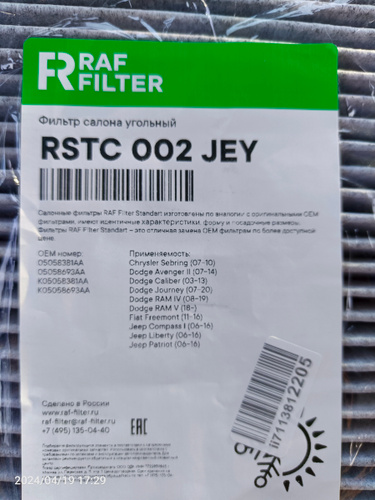 RAF
FILTER
Фильтр салона угольный
RSTC 002 JEY
Салонные фильтры RAF Filter Standart изготовлены по аналогии с оригинальными OEM
фильтрами, имеют идентичные характеристики, форму и посадочные размеры.
Фильтры RAF Filter Standart – это отличная замена OEM фильтрам по более доступной
цене.
OEM номер:
05058381AA
05058693AA
K05058381AA
K05058693AA
Применяемость:
Chrysler Sebring (07-10)
Dodge Avenger II (07-14)
Dodge Caliber (03-13)
Dodge Journey (07-20)
Dodge RAM IV (08-19)
Dodge RAM V (18-)
Fiat Freemont (11-16)
Jeep Compass I (06-16)
Jeep Liberty (06-16)
Jeep Patriot (06-16)
Сделано в России
www.raf-filter.ru
raf-filter@raf-filter.ru
+7 (495) 135-04-40
EAC
ii7113812205
2024/04/19 17:29